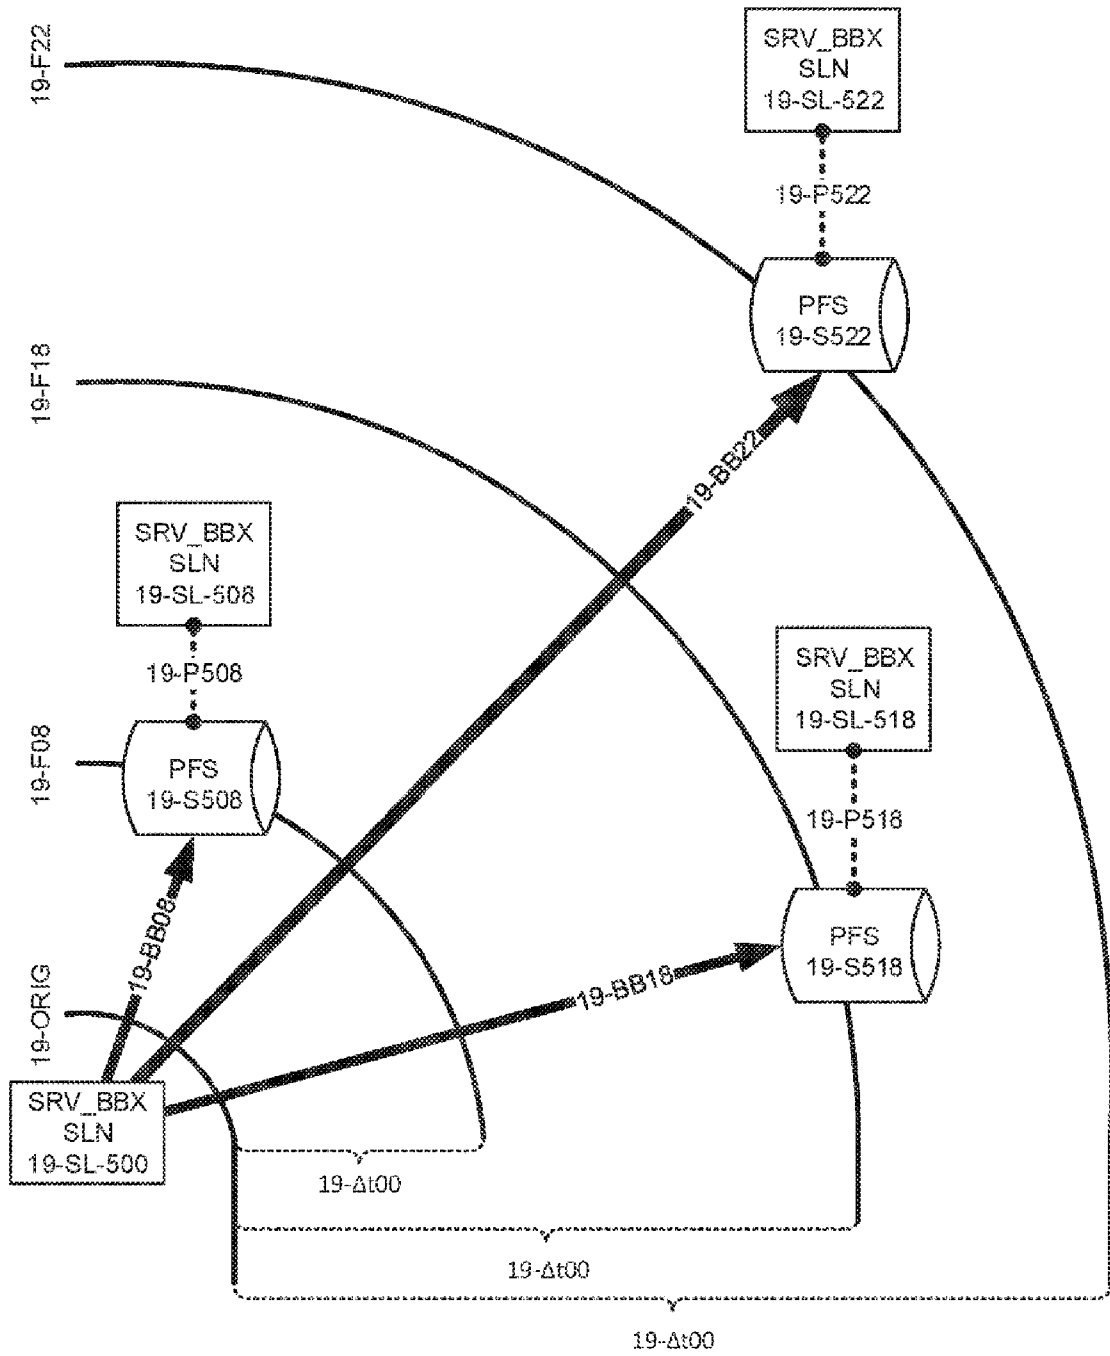 19-F22
SRV_BBX
SLN
19-SL-522
19-P522
PFS
19-S522
19-F18
19-BB22
SRV_BBX
SLN
19-SL-508
19-P508
SRV_BBX
SLN
19-SL-518
19-F08
PFS
19-S508
19-P518
19-BB08
PFS
19-S518
19-BB18
19-ORIG
SRV_BBX
SLN
19-SL-500
19-Δt00
19-Δt00
19-Δt00